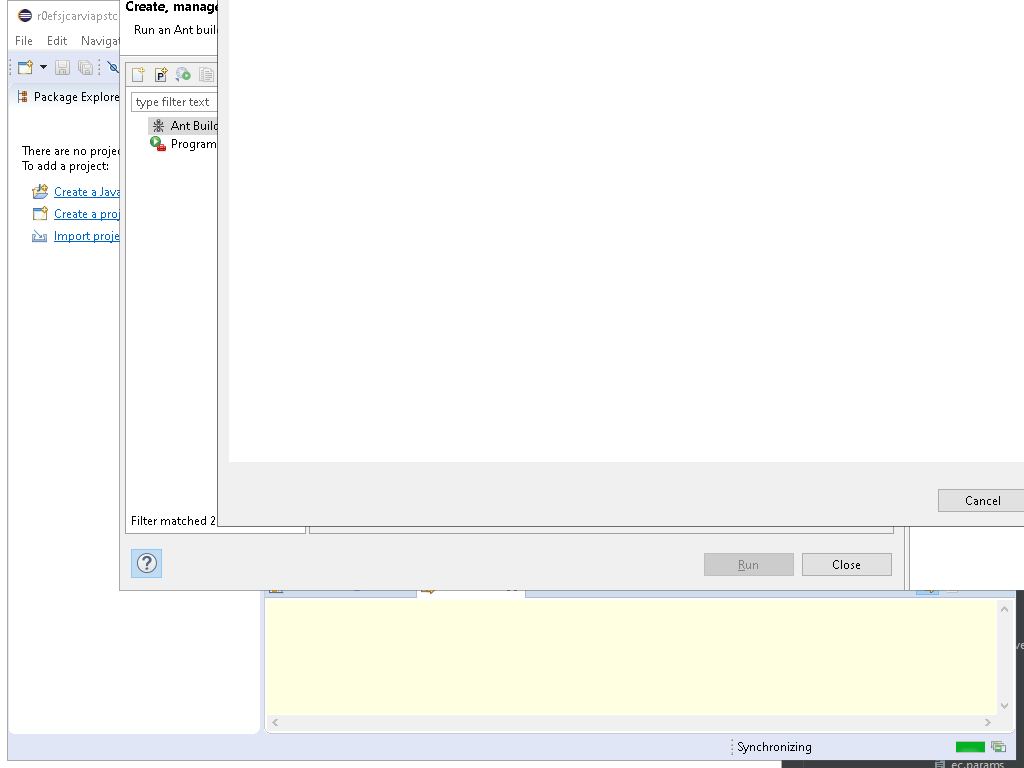 r0efsjcarviapstc
File Edit Navigat
Package Explore
There are no projec
To add a project:
Create a Java
Create a proj
Import proje
Create, manag
Run an Ant buil
type filter text
Ant Build
Program
Filter matched 2
Cancel
Run
Close
Synchronizing
ve
ec.params